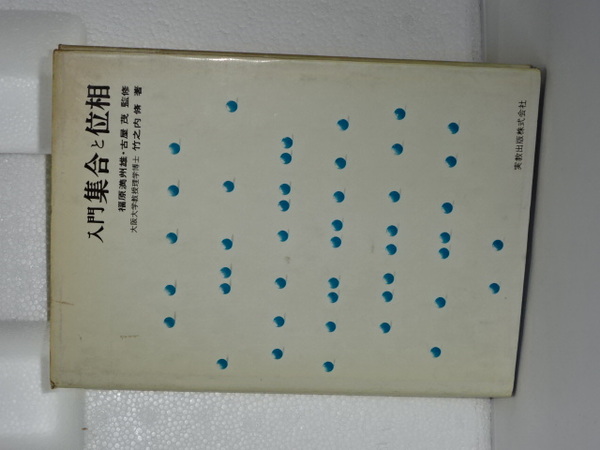 入門集合と位相
福原満洲雄・古屋 茂 監修
大阪大学教授理学博士 竹之内 脩 著
実教出版株式会社